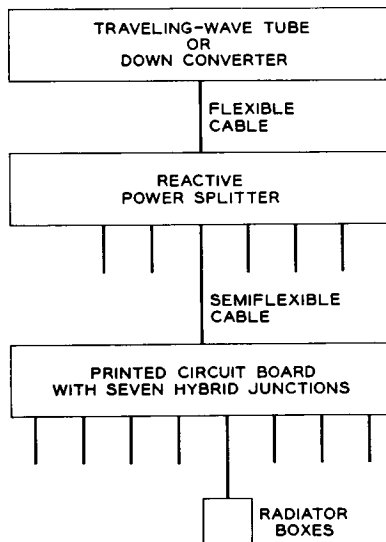 TRAVELING-WAVE TUBE
OR
DOWN CONVERTER
FLEXIBLE
CABLE
REACTIVE
POWER SPLITTER
SEMIFLEXIBLE
CABLE
PRINTED CIRCUIT BOARD
WITH SEVEN HYBRID JUNCTIONS
RADIATOR
BOXES